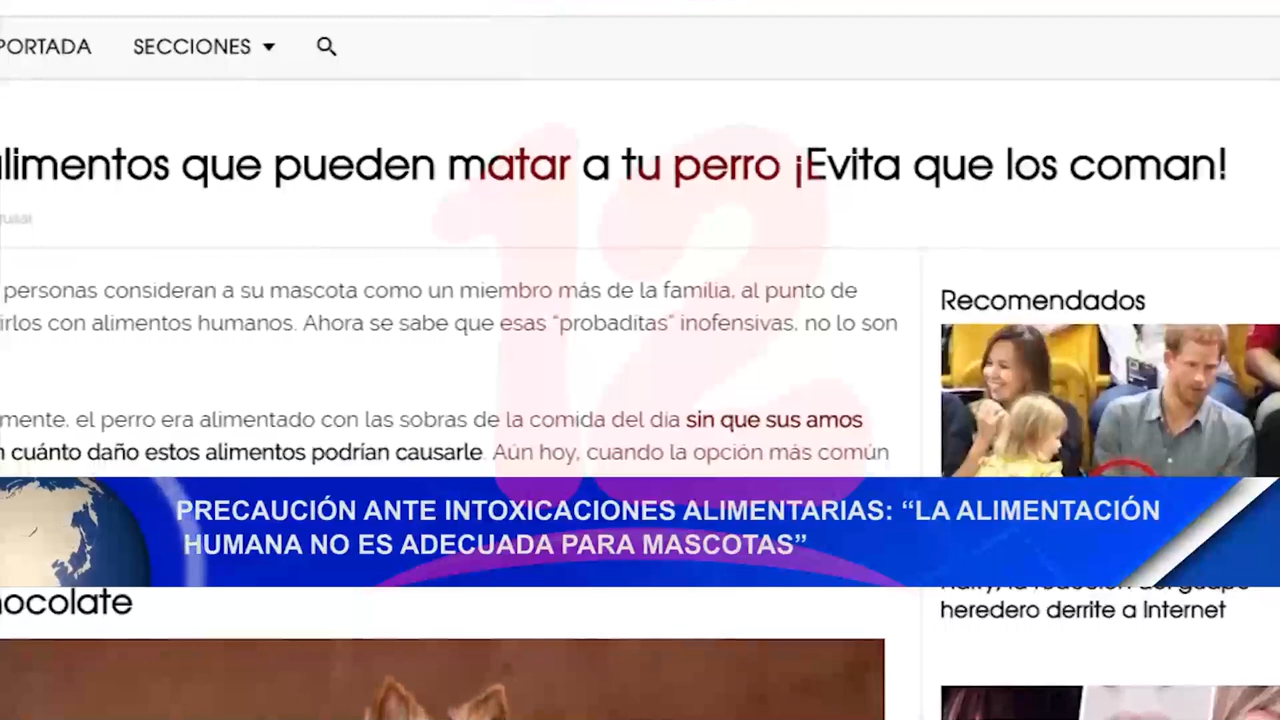 PORTADA SECCIONES
alimentos que pueden matar a tu perro ¡Evita que los coman!
12
personas consideran a su mascota como un miembro más de la familia, al punto de
irlos con alimentos humanos. Ahora se sabe que esas “probaditas” inofensivas, no lo son
mente, el perro era alimentado con las sobras de la comida del día sin que sus amos
n cuánto daño estos alimentos podrían causarle. Aún hoy, cuando la opción más común
Recomendados
PRECAUCIÓN ANTE INTOXICACIONES ALIMENTARIAS: “LA ALIMENTACIÓN
HUMANA NO ES ADECUADA PARA MASCOTAS”
hocolate
heredero derrite a Internet